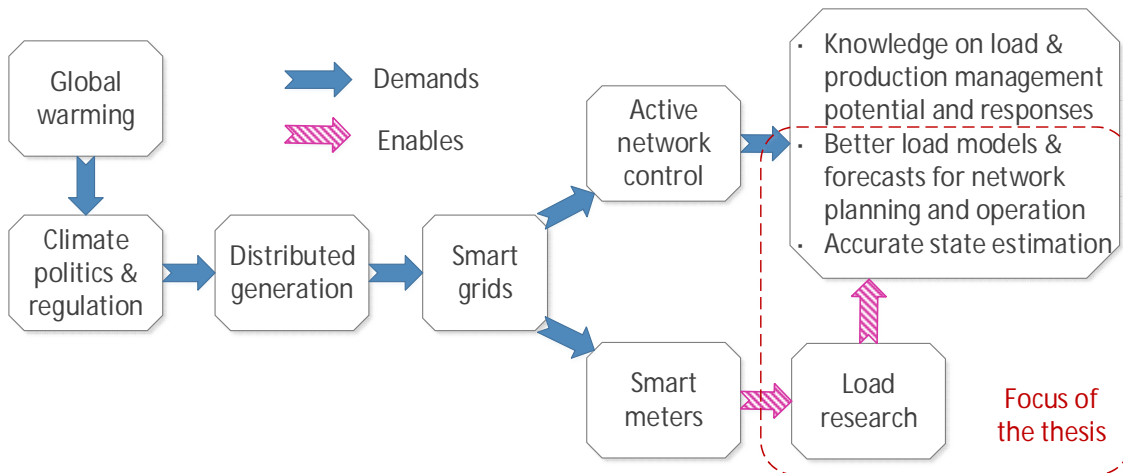 Global
warming
Demands
Enables
Climate
politics &
regulation
Distributed
generation
Smart
grids
Active
network
control
Smart
meters
Load
research
· Knowledge on load &
production management
potential and responses
· Better load models &
forecasts for network
planning and operation
· Accurate state estimation
Focus of
the thesis